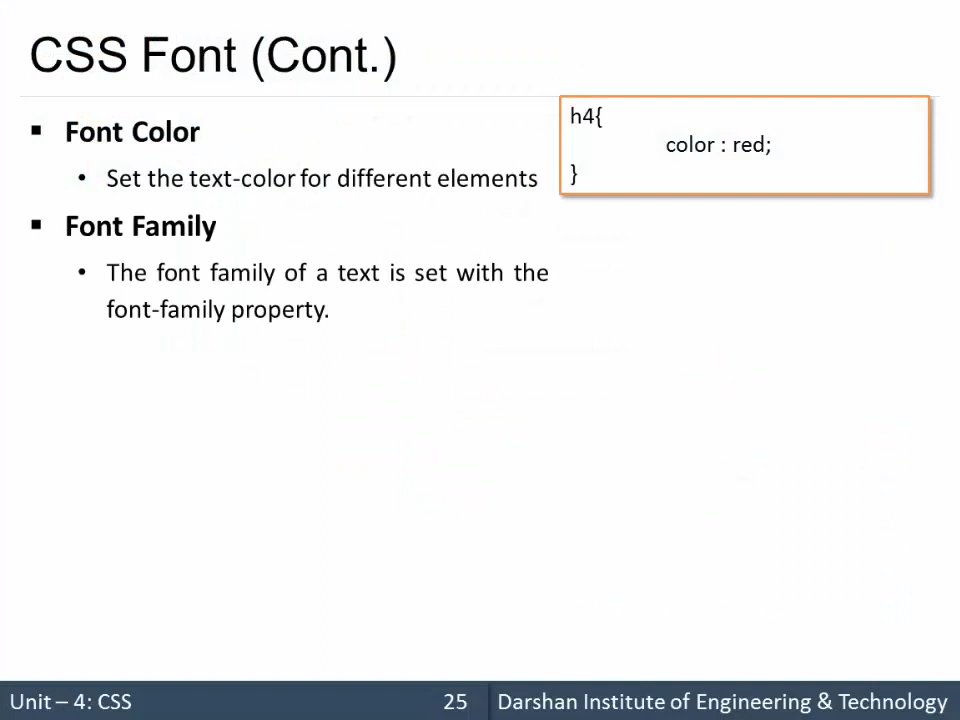 CSS Font (Cont.)
▪ Font Color
• Set the text-color for different elements
▪ Font Family
• The font family of a text is set with the
font-family property.
h4{
color : red;
}
Unit – 4: CSS
25
Darshan Institute of Engineering & Technology